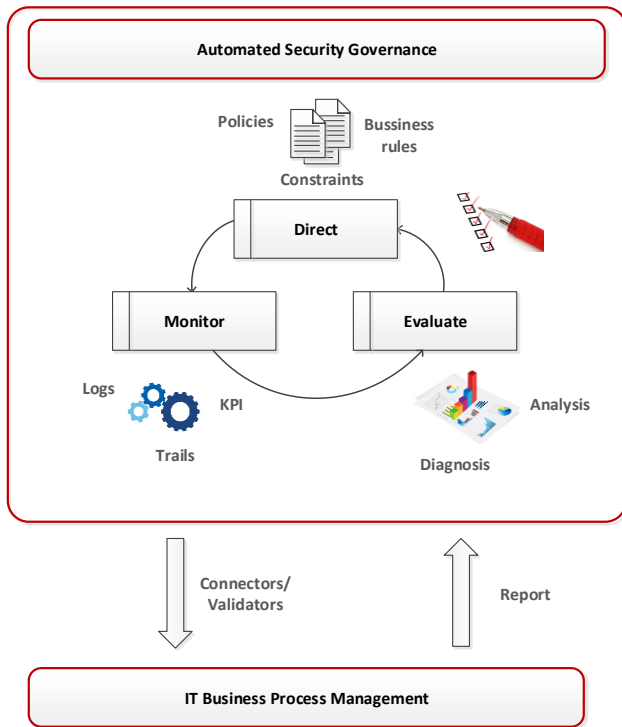 Automated Security Governance
Policies
Bussiness
rules
Constraints
Direct
Monitor
Evaluate
Logs
KPI
Trails
Analysis
Diagnosis
Connectors/
Validators
Report
IT Business Process Management